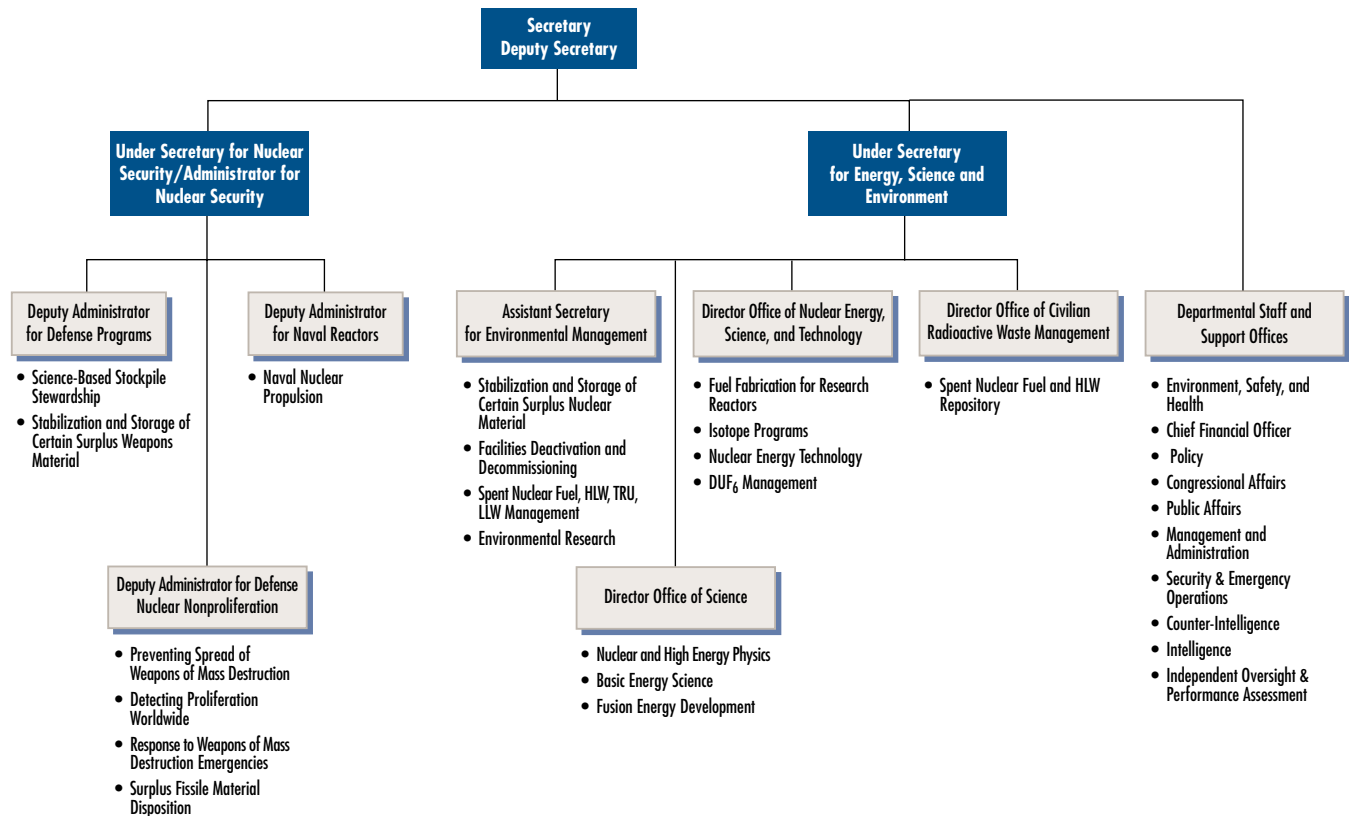 Secretary
Deputy Secretary
Under Secretary for Nuclear
Security/Administrator for
Nuclear Security
Under Secretary
for Energy, Science and
Environment
Deputy Administrator
for Defense Programs
• Science-Based Stockpile
Stewardship
• Stabilization and Storage of
Certain Surplus Weapons
Material
Deputy Administrator
for Naval Reactors
• Naval Nuclear
Propulsion
Assistant Secretary
for Environmental Management
• Stabilization and Storage of
Certain Surplus Nuclear
Material
• Facilities Deactivation and
Decommissioning
• Spent Nuclear Fuel, HLW, TRU,
LLW Management
• Environmental Research
Director Office of Nuclear Energy,
Science, and Technology
• Fuel Fabrication for Research
Reactors
• Isotope Programs
• Nuclear Energy Technology
• DUF6 Management
Director Office of Civilian
Radioactive Waste Management
• Spent Nuclear Fuel and HLW
Repository
Departmental Staff and
Support Offices
• Environment, Safety, and
Health
• Chief Financial Officer
• Policy
• Congressional Affairs
• Public Affairs
• Management and
Administration
• Security & Emergency
Operations
• Counter-Intelligence
• Intelligence
• Independent Oversight &
Performance Assessment
Deputy Administrator for Defense
Nuclear Nonproliferation
• Preventing Spread of
Weapons of Mass Destruction
• Detecting Proliferation
Worldwide
• Response to Weapons of Mass
Destruction Emergencies
• Surplus Fissile Material
Disposition
Director Office of Science
• Nuclear and High Energy Physics
• Basic Energy Science
• Fusion Energy Development